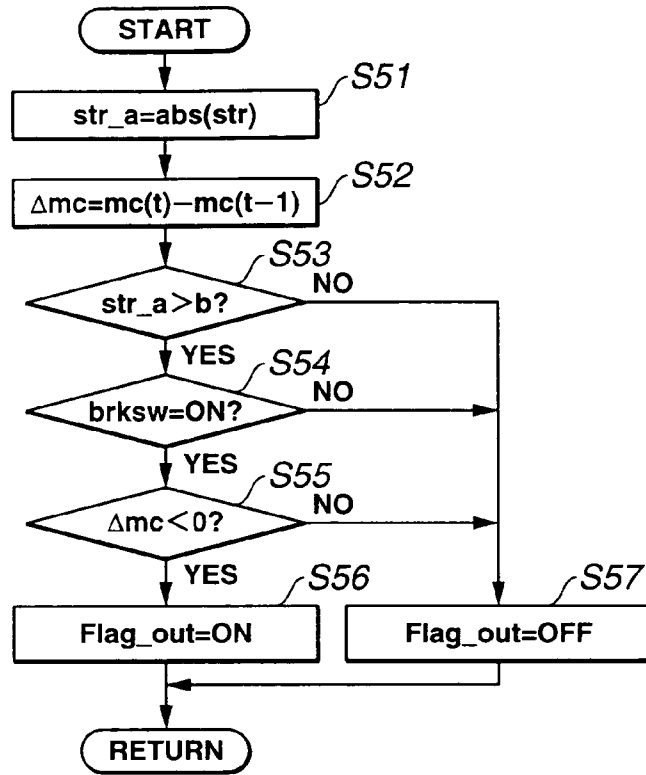 START
S51
str_a=abs(str)
S52
Δmc=mc(t)−mc(t−1)
S53
str_a>b?
NO
YES
S54
brksw=ON?
NO
YES
S55
Δmc<0?
NO
YES
S56
Flag_out=ON
S57
Flag_out=OFF
RETURN